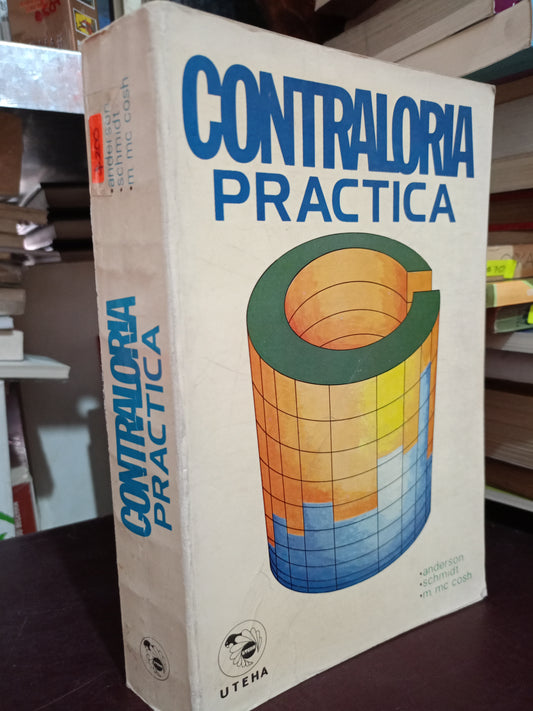 CONTRALORIA
PRACTICA
•anderson
•schmidt
•m. mc cosh
UTEHA
•anderson
•schmidt
•m. mc cosh
CONTRALORIA
PRACTICA